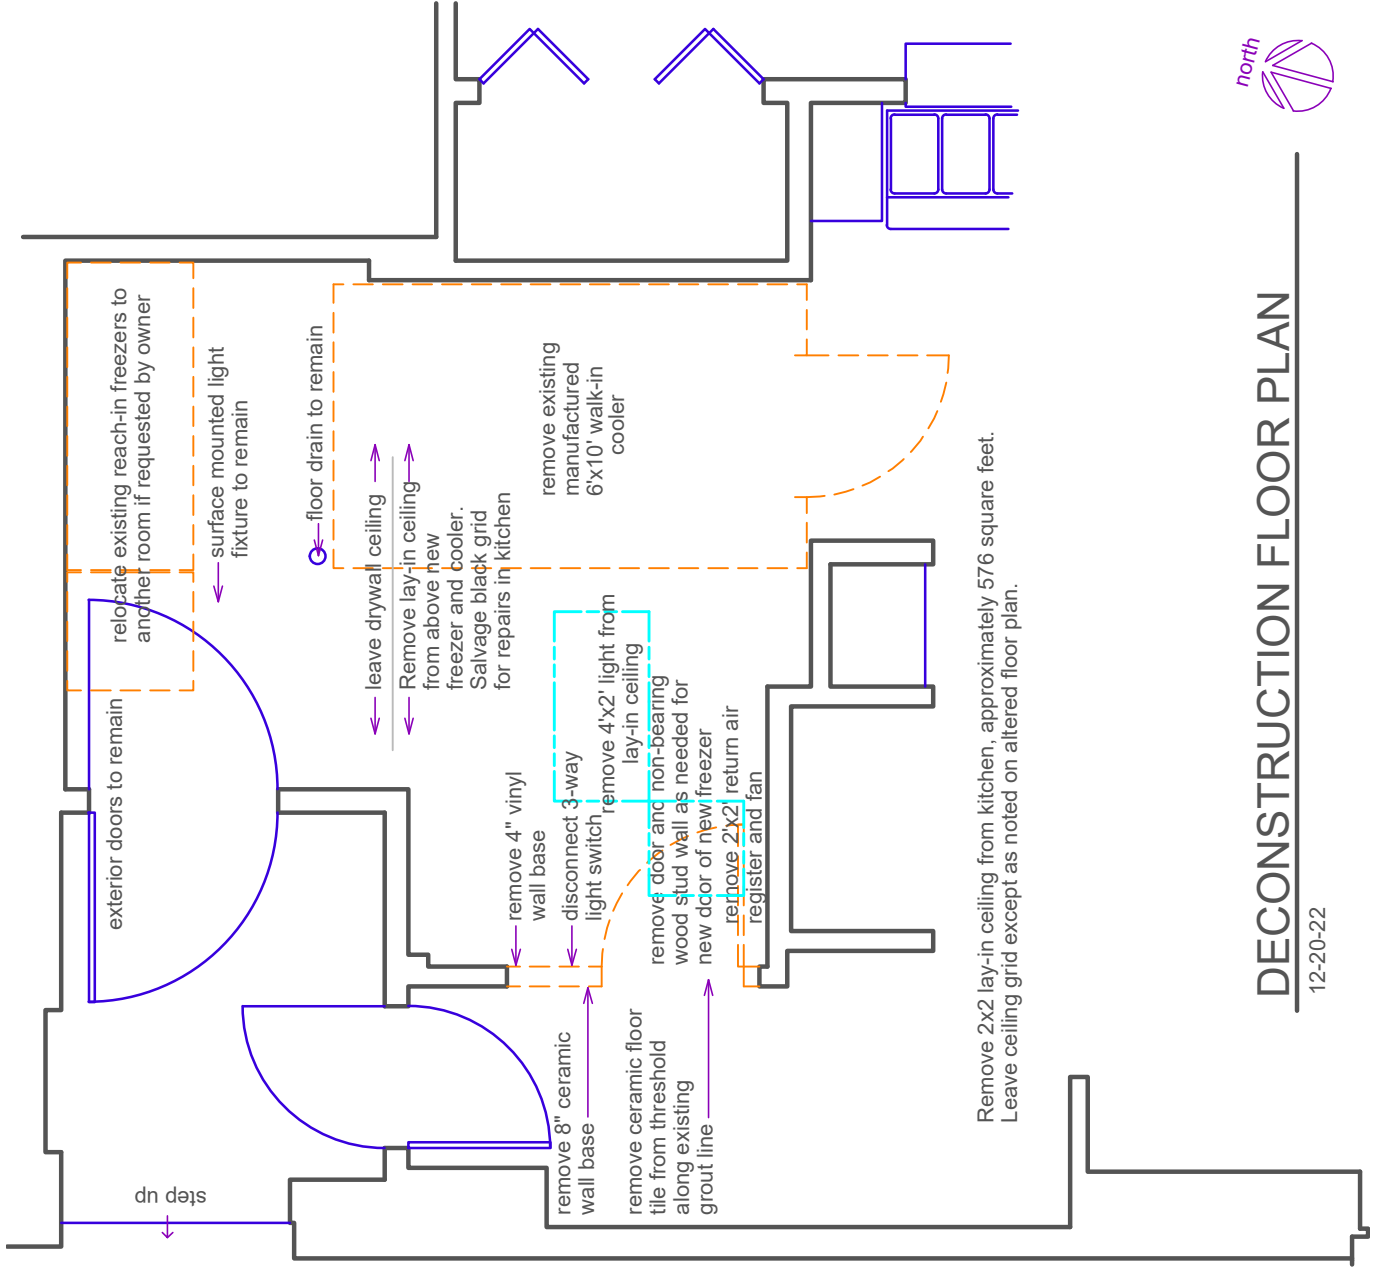 relocate existing reach-in freezers to
another room if requested by owner
surface mounted light
fixture to remain
floor drain to remain
exterior doors to remain
leave drywall ceiling
Remove lay-in ceiling
from above new
freezer and cooler.
Salvage black grid
for repairs in kitchen
remove existing
manufactured
6'x10' walk-in
cooler
remove 4" vinyl
wall base
disconnect 3-way
light switch
remove 4'x2' light from
lay-in ceiling
remove door and non-bearing
wood stud wall as needed for
new door of new freezer
remove 2'x2' return air
register and fan
step up
remove 8" ceramic
wall base
remove ceramic floor
tile from threshold
along existing
grout line
Remove 2x2 lay-in ceiling from kitchen, approximately 576 square feet.
Leave ceiling grid except as noted on altered floor plan.
north
DECONSTRUCTION FLOOR PLAN
12-20-22